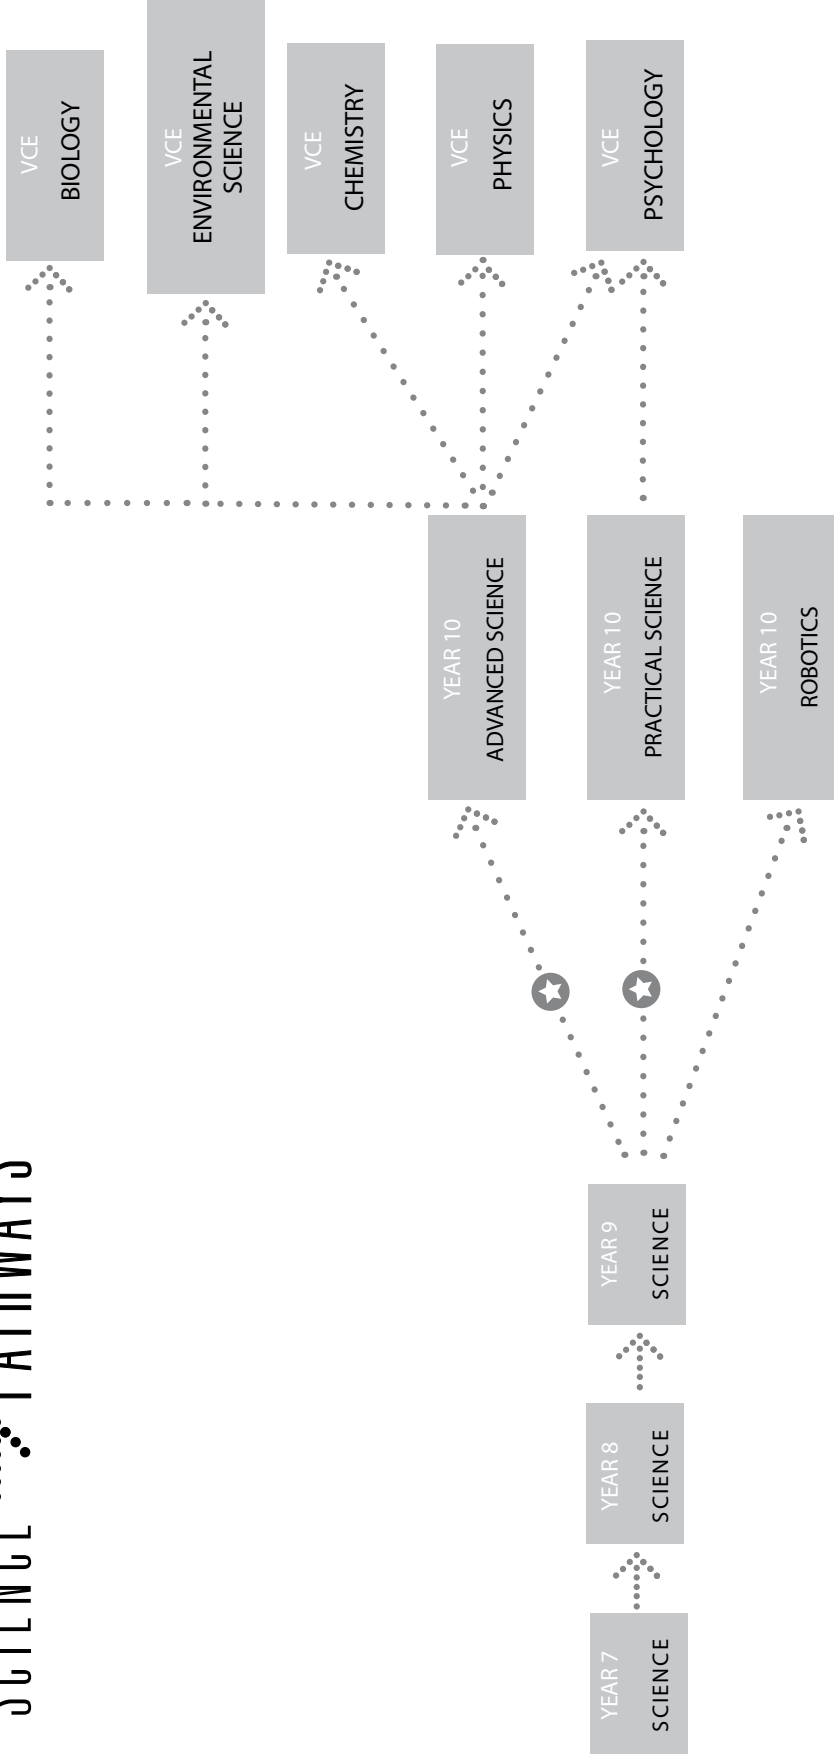 SCIENCE PATHWAYS
YEAR 7
SCIENCE
YEAR 8
SCIENCE
YEAR 9
SCIENCE
YEAR 10
ADVANCED SCIENCE
YEAR 10
PRACTICAL SCIENCE
YEAR 10
ROBOTICS
VCE
BIOLOGY
VCE
ENVIRONMENTAL
SCIENCE
VCE
CHEMISTRY
VCE
PHYSICS
VCE
PSYCHOLOGY